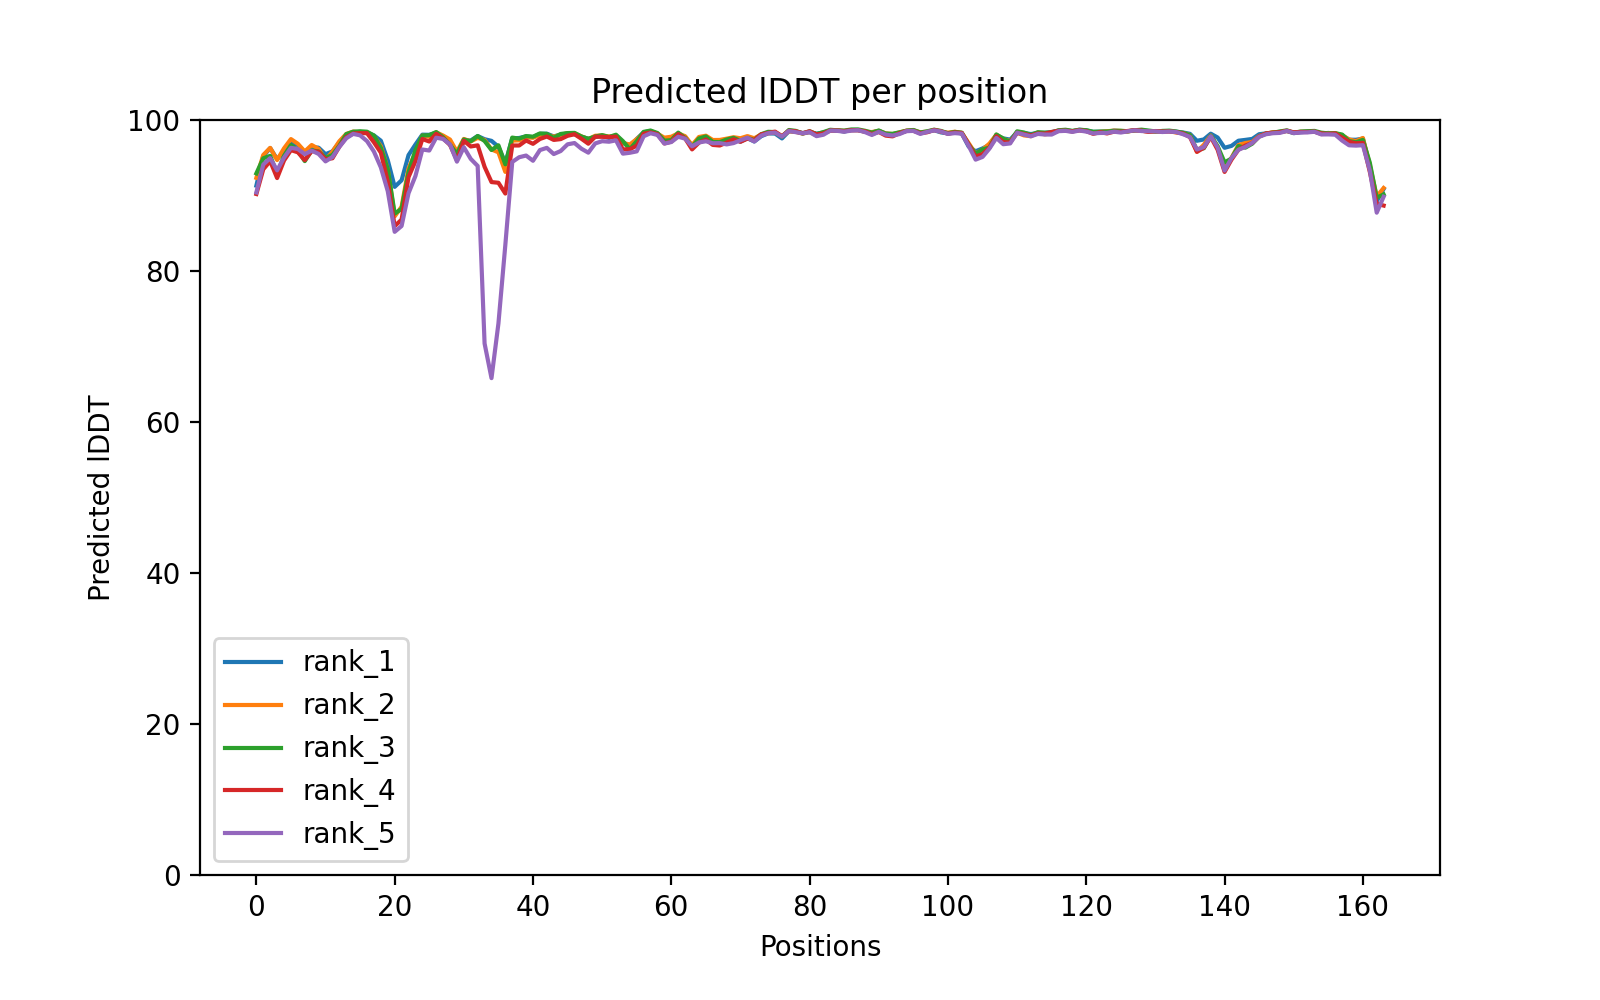 Predicted lDDT per position
100
80
60
40
20
0
Predicted lDDT
rank_1
rank_2
rank_3
rank_4
rank_5
0 20 40 60 80 100 120 140 160
Positions